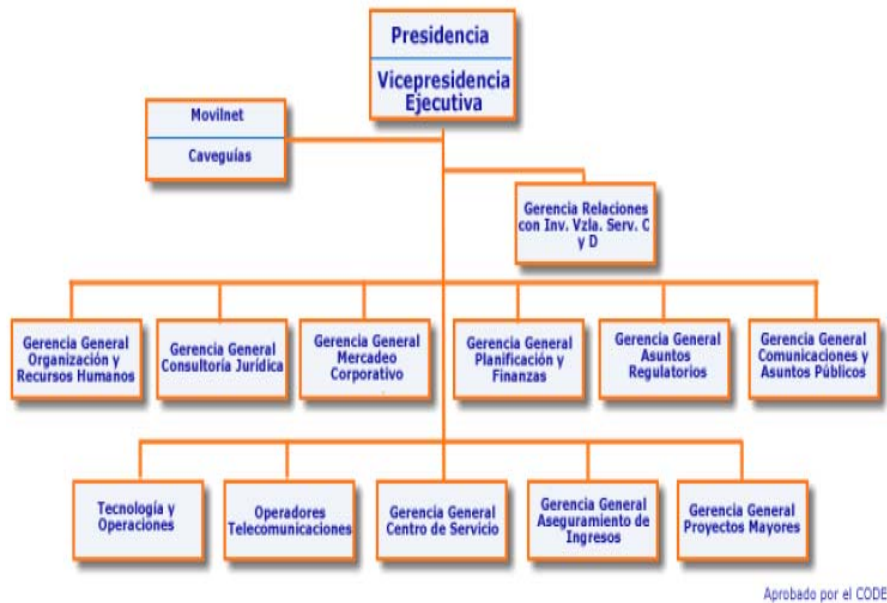 Presidencia
Vicepresidencia
Ejecutiva
Movilnet
Caveguías
Gerencia Relaciones
con Inv. Vzla. Serv. C
y D
Gerencia General
Organización y
Recursos Humanos
Gerencia General
Consultoría Jurídica
Gerencia General
Mercadeo
Corporativo
Gerencia General
Planificación y
Finanzas
Gerencia General
Asuntos
Regulatorios
Gerencia General
Comunicaciones y
Asuntos Públicos
Tecnología y
Operaciones
Operadores
Telecomunicaciones
Gerencia General
Centro de Servicio
Gerencia General
Aseguramiento de
Ingresos
Gerencia General
Proyectos Mayores
Aprobado por el CODE